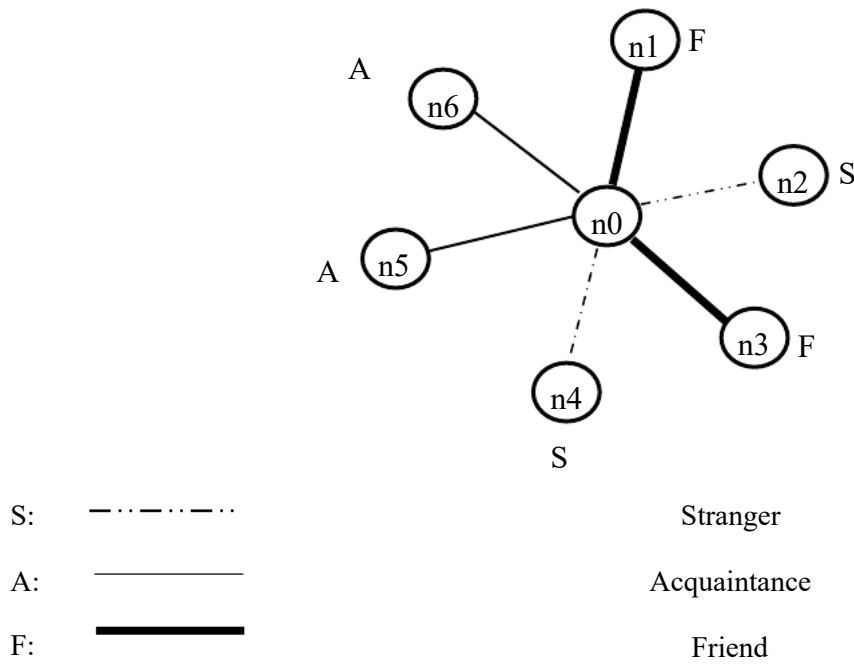 n1 F
A
n6
n2 S
n0
n5
A
n3 F
n4
S
S: Stranger
A: Acquaintance
F: Friend